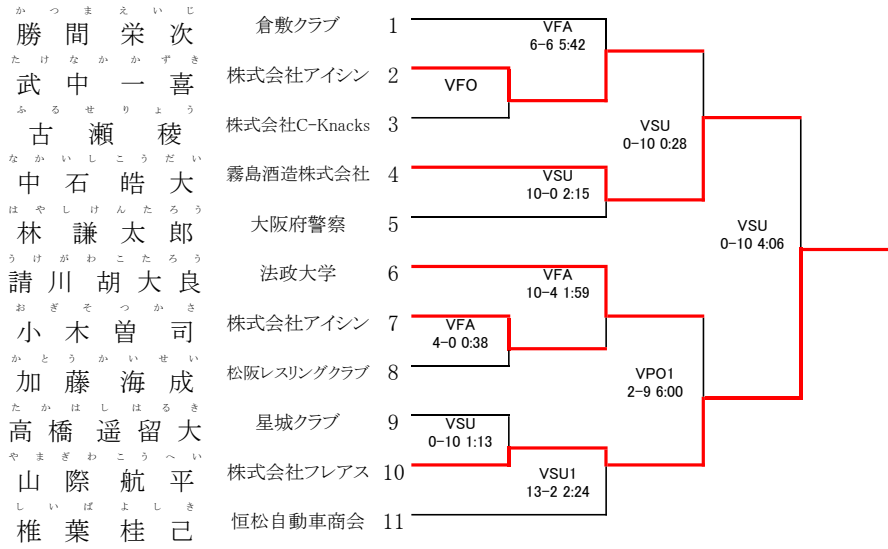 かつまえいじ
勝間栄次 倉敷クラブ 1
たけなかかずき
武中一喜 株式会社アイシン 2
ふるせりょう
古瀬稜 株式会社C-Knacks 3
なかいしこうだい
中石皓大 霧島酒造株式会社 4
はやしけんたろう
林謙太郎 大阪府警察 5
うけがわこたろう
請川胡大良 法政大学 6
おぎそつかさ
小木曽司 株式会社アイシン 7
かとうかいせい
加藤海成 松阪レスリングクラブ 8
たかはしはるき
高橋遥留大 星城クラブ 9
やまぎわこうへい
山際航平 株式会社フレアス 10
しいばよしき
椎葉桂己 恒松自動車商会 11
VFO
VFA
4-0 0:38
VSU
0-10 1:13
VFA
6-6 5:42
VSU
10-0 2:15
VFA
10-4 1:59
VSU1
13-2 2:24
VSU
0-10 0:28
VPO1
2-9 6:00
VSU
0-10 4:06